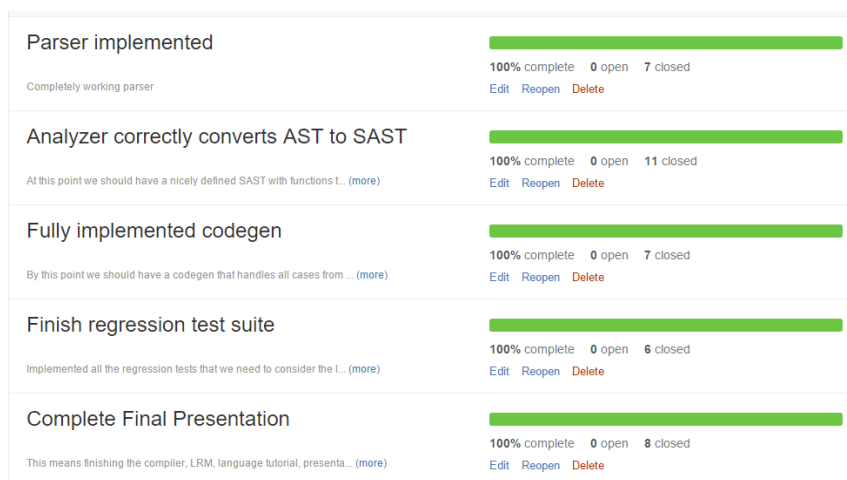 Parser implemented
100% complete 0 open 7 closed
Completely working parser
Edit Reopen Delete
Analyzer correctly converts AST to SAST
100% complete 0 open 11 closed
At this point we should have a nicely defined SAST with functions t... (more)
Edit Reopen Delete
Fully implemented codegen
100% complete 0 open 7 closed
By this point we should have a codegen that handles all cases from ... (more)
Edit Reopen Delete
Finish regression test suite
100% complete 0 open 6 closed
Implemented all the regression tests that we need to consider the l... (more)
Edit Reopen Delete
Complete Final Presentation
100% complete 0 open 8 closed
This means finishing the compiler, LRM, language tutorial, presenta... (more)
Edit Reopen Delete